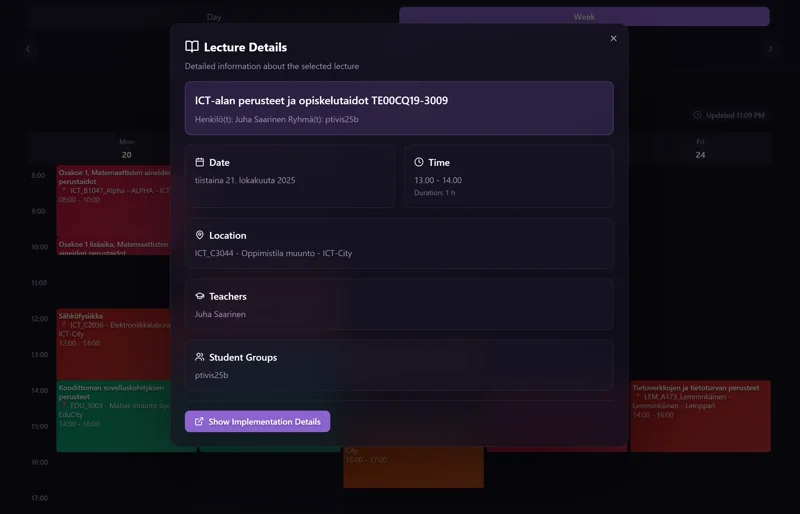 Day
Week
Lecture Details
Detailed information about the selected lecture
ICT-alan perusteet ja opiskelutaidot TE00CQ19-3009
Henkilö(t): Juha Saarinen Ryhmä(t): ptivis25b
Date
tiistaina 21. lokakuuta 2025
Time
13.00 - 14.00
Duration: 1 h
Location
ICT_C3044 - Oppimistila muunto - ICT-City
Teachers
Juha Saarinen
Student Groups
ptivis25b
Show Implementation Details
Updated 11:09 PM
Mon
20
Fri
24
8:00
9:00
10:00
11:00
12:00
13:00
14:00
15:00
16:00
17:00
Osakoe 1, Matemaattisten aineiden
perustaidot
ICT_B1047_Alpha - ALPHA - ICT
08:00 - 10:00
Osakoe 1 lisäaika, Matemaattisten
aineiden perustaidot
Sähköfysiikka
ICT_C2036 - Elektroniikkalabora
ICT-City
12:00 - 14:00
Koodittoman sovelluskehityksen
perusteet
EDU_3003 - Matias muunto
EduCity
14:00 - 16:00
City
15:00 - 17:00
Tietoverkkojen ja tietoturvan perusteet
LEM_A173_Lemminkäinen -
Lemminkäinen - Lemppari
14:00 - 16:00